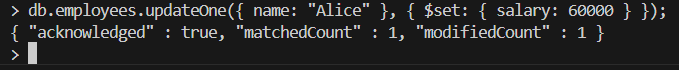 > db.employees.updateOne({ name: "Alice" }, { $set: { salary: 60000 } });
{ "acknowledged" : true, "matchedCount" : 1, "modifiedCount" : 1 }
>